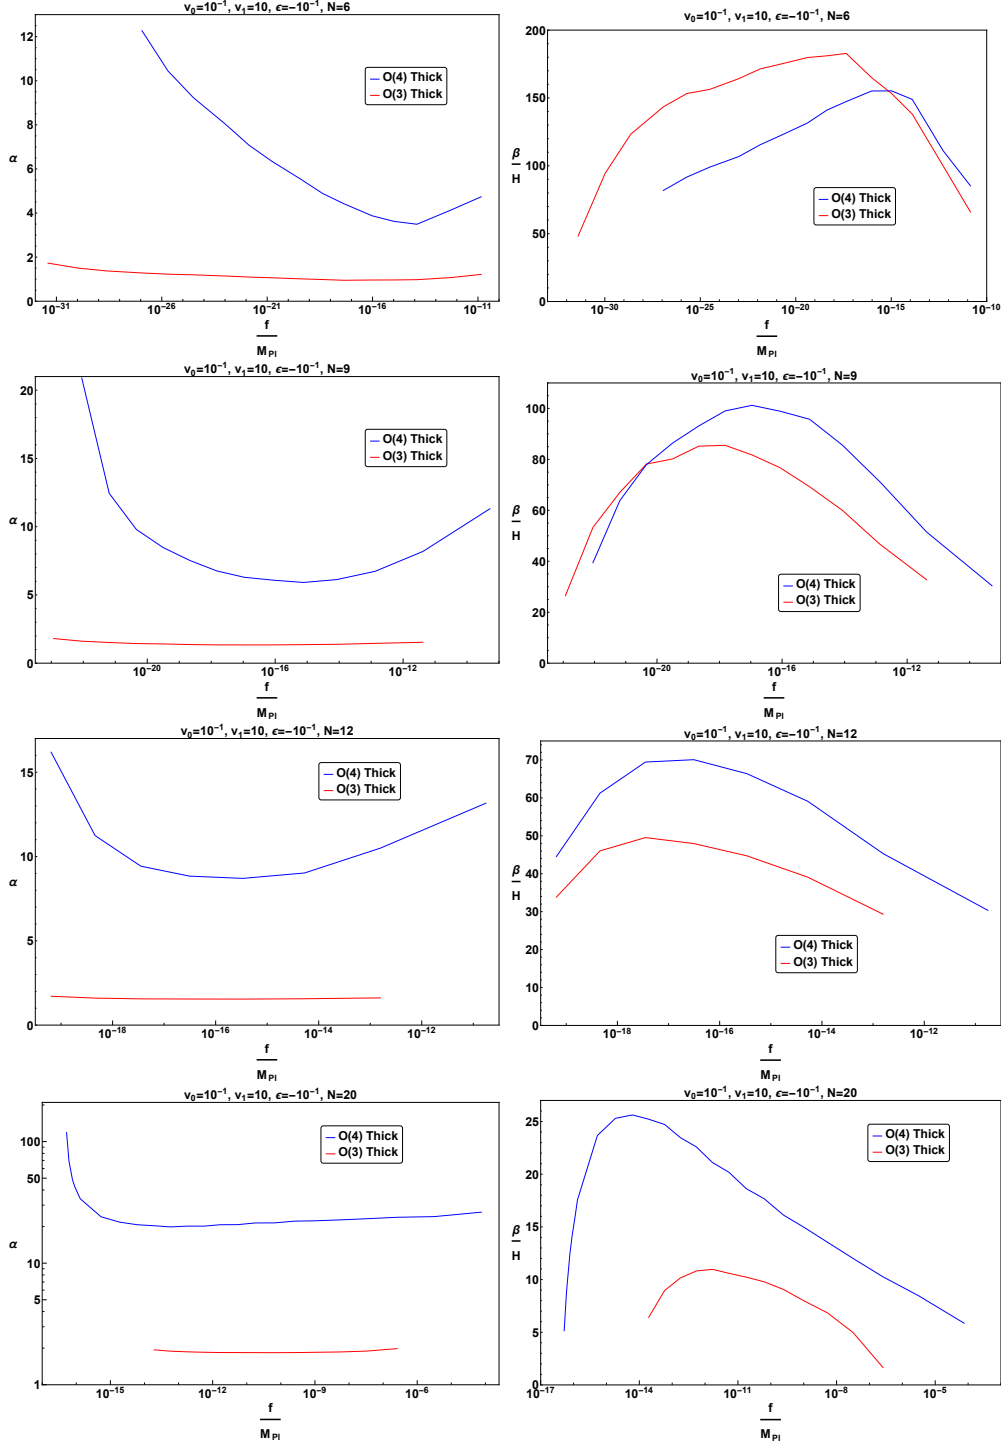 v₀=10⁻¹, v₁=10, ϵ=−10⁻¹, N=6
12
10
8
6
4
2
0
α
O(4) Thick
O(3) Thick
10⁻³¹ 10⁻²⁶ 10⁻²¹ 10⁻¹⁶ 10⁻¹¹
f
M_Pl
v₀=10⁻¹, v₁=10, ϵ=−10⁻¹, N=6
200
150
100
50
0
β
H
O(4) Thick
O(3) Thick
10⁻³⁰ 10⁻²⁵ 10⁻²⁰ 10⁻¹⁵ 10⁻¹⁰
f
M_Pl
v₀=10⁻¹, v₁=10, ϵ=−10⁻¹, N=9
20
15
10
5
0
α
O(4) Thick
O(3) Thick
10⁻²⁰ 10⁻¹⁶ 10⁻¹²
f
M_Pl
v₀=10⁻¹, v₁=10, ϵ=−10⁻¹, N=9
100
80
60
40
20
0
β
H
O(4) Thick
O(3) Thick
10⁻²⁰ 10⁻¹⁶ 10⁻¹²
f
M_Pl
v₀=10⁻¹, v₁=10, ϵ=−10⁻¹, N=12
15
10
5
0
α
O(4) Thick
O(3) Thick
10⁻¹⁸ 10⁻¹⁶ 10⁻¹⁴ 10⁻¹²
f
M_Pl
v₀=10⁻¹, v₁=10, ϵ=−10⁻¹, N=12
70
60
50
40
30
20
10
0
β
H
O(4) Thick
O(3) Thick
10⁻¹⁸ 10⁻¹⁶ 10⁻¹⁴ 10⁻¹²
f
M_Pl
v₀=10⁻¹, v₁=10, ϵ=−10⁻¹, N=20
100
50
10
5
1
α
O(4) Thick
O(3) Thick
10⁻¹⁵ 10⁻¹² 10⁻⁹ 10⁻⁶
f
M_Pl
v₀=10⁻¹, v₁=10, ϵ=−10⁻¹, N=20
25
20
15
10
5
0
β
H
O(4) Thick
O(3) Thick
10⁻¹⁷ 10⁻¹⁴ 10⁻¹¹ 10⁻⁸ 10⁻⁵
f
M_Pl